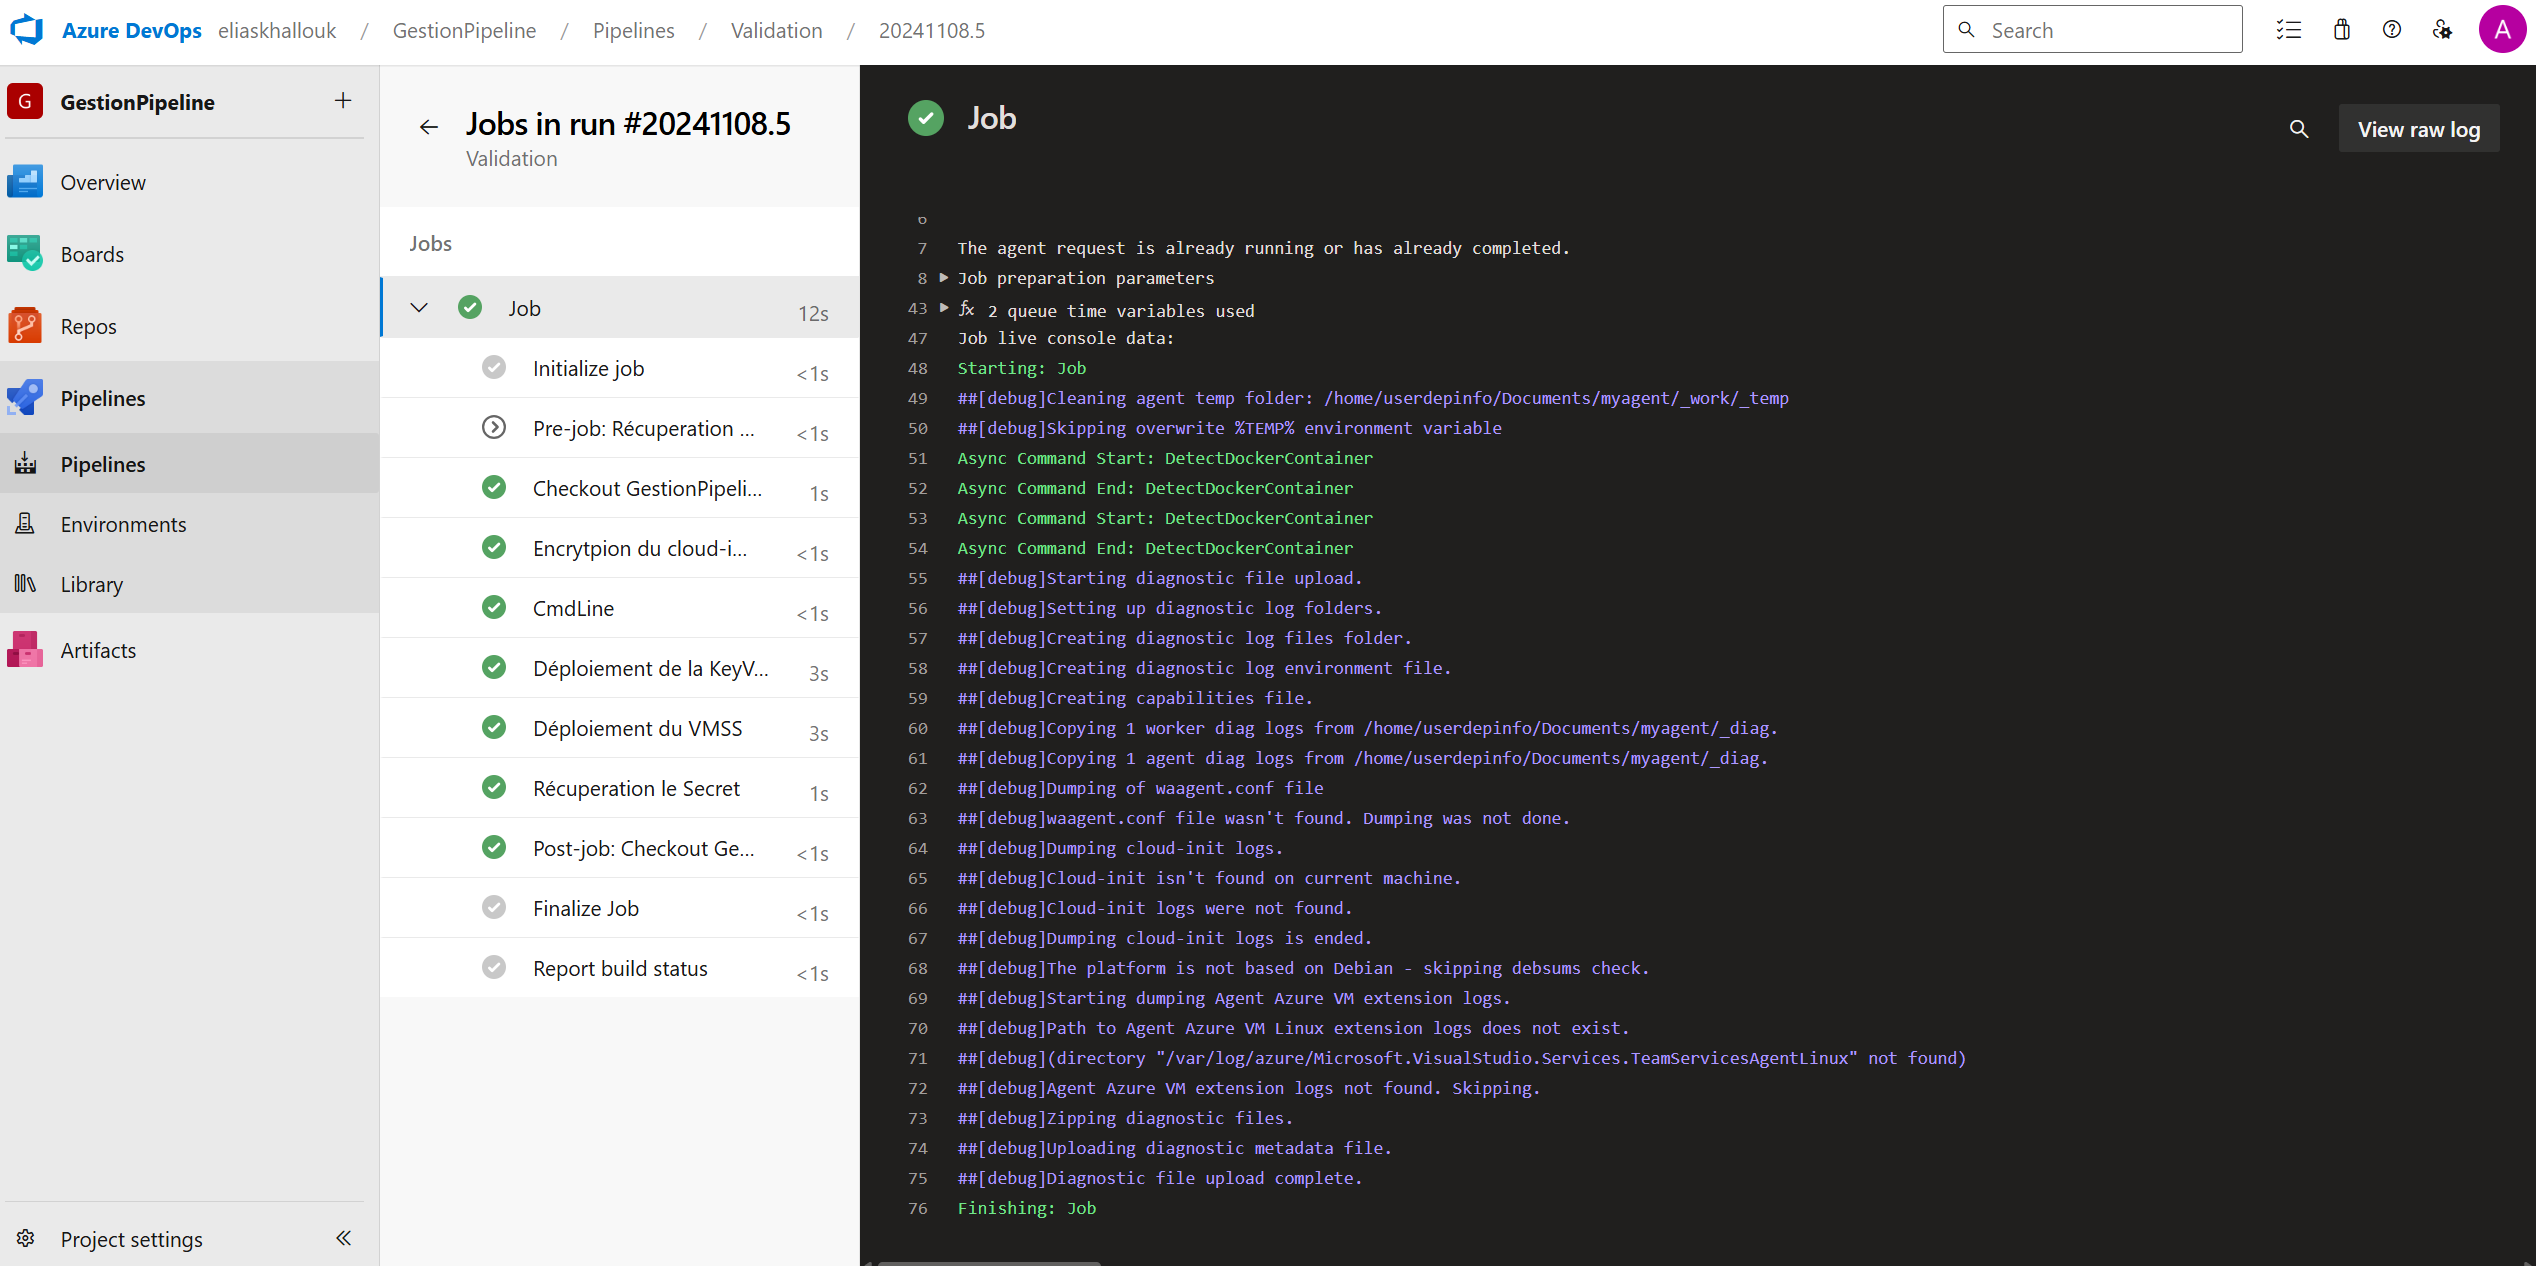 Azure DevOps eliaskhallouk / GestionPipeline / Pipelines / Validation / 20241108.5
Search
A
G GestionPipeline
Overview
Boards
Repos
Pipelines
Pipelines
Environments
Library
Artifacts
Project settings
Jobs in run #20241108.5
Validation
Jobs
Job 12s
Initialize job <1s
Pre-job: Récuperation ... <1s
Checkout GestionPipeli... 1s
Encrytpion du cloud-i... <1s
CmdLine <1s
Déploiement de la KeyV... 3s
Déploiement du VMSS 3s
Récuperation le Secret 1s
Post-job: Checkout Ge... <1s
Finalize Job <1s
Report build status <1s
Job
View raw log
6
7 The agent request is already running or has already completed.
8 Job preparation parameters
43 fx 2 queue time variables used
47 Job live console data:
48 Starting: Job
49 ##[debug]Cleaning agent temp folder: /home/userdepinfo/Documents/myagent/_work/_temp
50 ##[debug]Skipping overwrite %TEMP% environment variable
51 Async Command Start: DetectDockerContainer
52 Async Command End: DetectDockerContainer
53 Async Command Start: DetectDockerContainer
54 Async Command End: DetectDockerContainer
55 ##[debug]Starting diagnostic file upload.
56 ##[debug]Setting up diagnostic log folders.
57 ##[debug]Creating diagnostic log files folder.
58 ##[debug]Creating diagnostic log environment file.
59 ##[debug]Creating capabilities file.
60 ##[debug]Copying 1 worker diag logs from /home/userdepinfo/Documents/myagent/_diag.
61 ##[debug]Copying 1 agent diag logs from /home/userdepinfo/Documents/myagent/_diag.
62 ##[debug]Dumping of waagent.conf file
63 ##[debug]waagent.conf file wasn't found. Dumping was not done.
64 ##[debug]Dumping cloud-init logs.
65 ##[debug]Cloud-init isn't found on current machine.
66 ##[debug]Cloud-init logs were not found.
67 ##[debug]Dumping cloud-init logs is ended.
68 ##[debug]The platform is not based on Debian - skipping debsums check.
69 ##[debug]Starting dumping Agent Azure VM extension logs.
70 ##[debug]Path to Agent Azure VM Linux extension logs does not exist.
71 ##[debug](directory "/var/log/azure/Microsoft.VisualStudio.Services.TeamServicesAgentLinux" not found)
72 ##[debug]Agent Azure VM extension logs not found. Skipping.
73 ##[debug]Zipping diagnostic files.
74 ##[debug]Uploading diagnostic metadata file.
75 ##[debug]Diagnostic file upload complete.
76 Finishing: Job